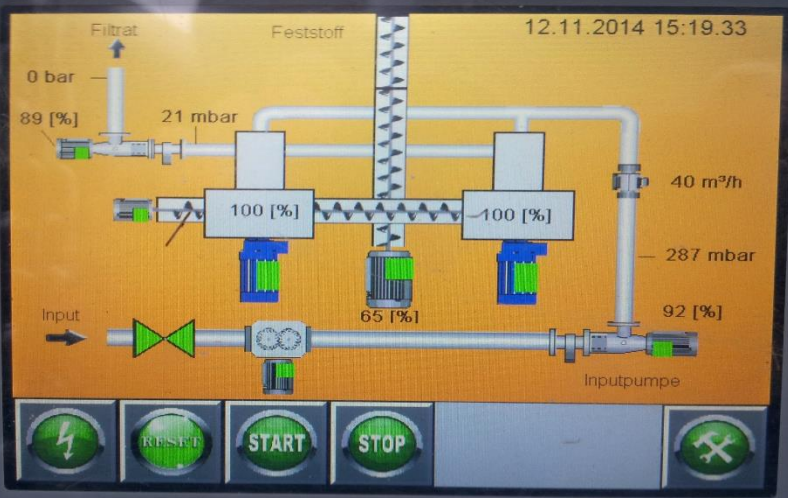 Filtrat
Feststoff
12.11.2014 15:19.33
0 bar
89 [%]
21 mbar
40 m³/h
100 [%]
100 [%]
287 mbar
Input
65 [%]
92 [%]
Inputpumpe
RESET
START
STOP